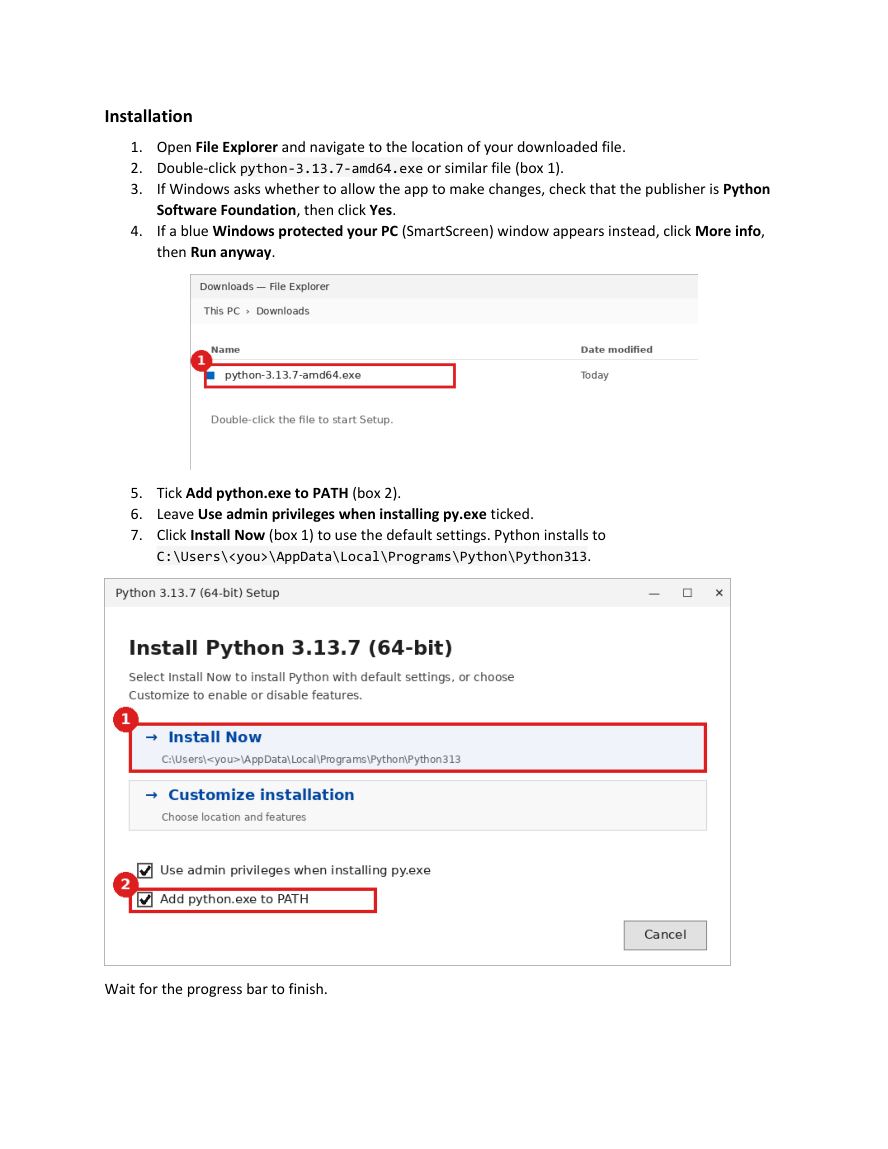 Installation
1. Open File Explorer and navigate to the location of your downloaded file.
2. Double-click python-3.13.7-amd64.exe or similar file (box 1).
3. If Windows asks whether to allow the app to make changes, check that the publisher is Python
Software Foundation, then click Yes.
4. If a blue Windows protected your PC (SmartScreen) window appears instead, click More info,
then Run anyway.
Downloads — File Explorer
This PC › Downloads
Name Date modified
1
python-3.13.7-amd64.exe Today
Double-click the file to start Setup.
5. Tick Add python.exe to PATH (box 2).
6. Leave Use admin privileges when installing py.exe ticked.
7. Click Install Now (box 1) to use the default settings. Python installs to
C:\Users\<you>\AppData\Local\Programs\Python\Python313.
Python 3.13.7 (64-bit) Setup
Install Python 3.13.7 (64-bit)
Select Install Now to install Python with default settings, or choose
Customize to enable or disable features.
1
→ Install Now
C:\Users\<you>\AppData\Local\Programs\Python\Python313
→ Customize installation
Choose location and features
Use admin privileges when installing py.exe
2
Add python.exe to PATH
Cancel
Wait for the progress bar to finish.